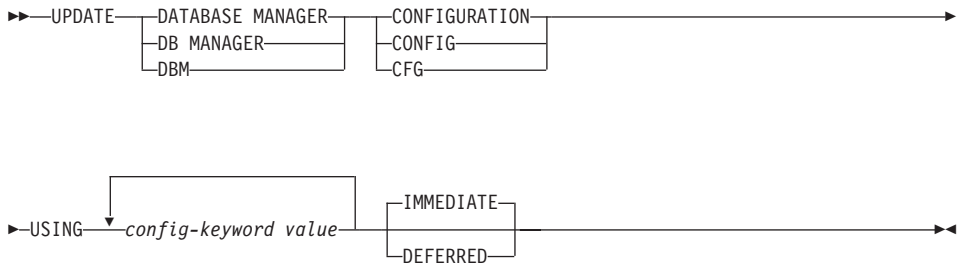 UPDATE DATABASE MANAGER CONFIGURATION
DB MANAGER CONFIG
DBM CFG
IMMEDIATE
USING config-keyword value
DEFERRED